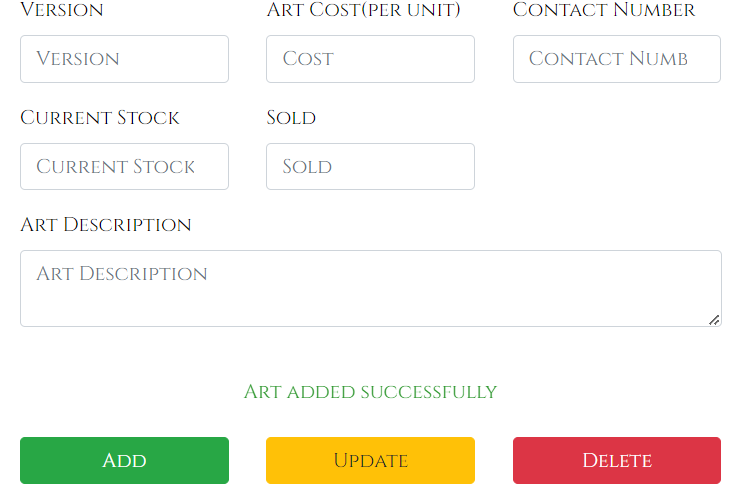 Version Art Cost(per unit) Contact Number
Version Cost Contact Numb
Current Stock Sold
Current Stock Sold
Art Description
Art Description
Art added successfully
Add Update Delete